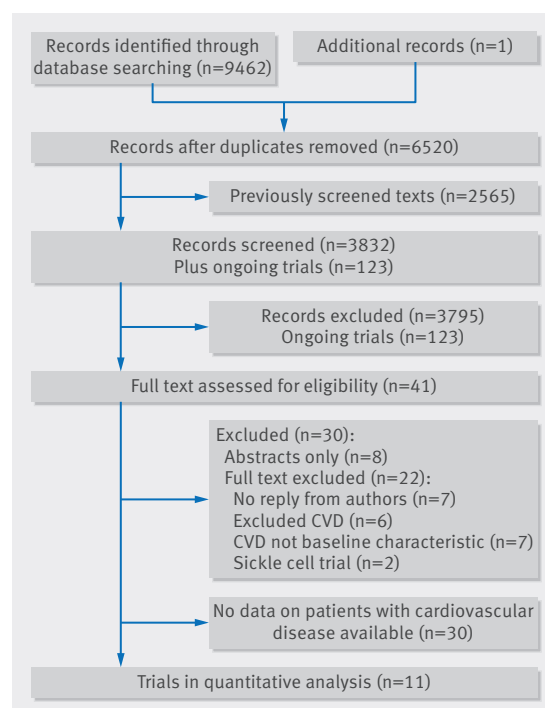 Records identified through
database searching (n=9462)
Additional records (n=1)
Records after duplicates removed (n=6520)
Previously screened texts (n=2565)
Records screened (n=3832)
Plus ongoing trials (n=123)
Records excluded (n=3795)
Ongoing trials (n=123)
Full text assessed for eligibility (n=41)
Excluded (n=30):
Abstracts only (n=8)
Full text excluded (n=22):
No reply from authors (n=7)
Excluded CVD (n=6)
CVD not baseline characteristic (n=7)
Sickle cell trial (n=2)
No data on patients with cardiovascular
disease available (n=30)
Trials in quantitative analysis (n=11)